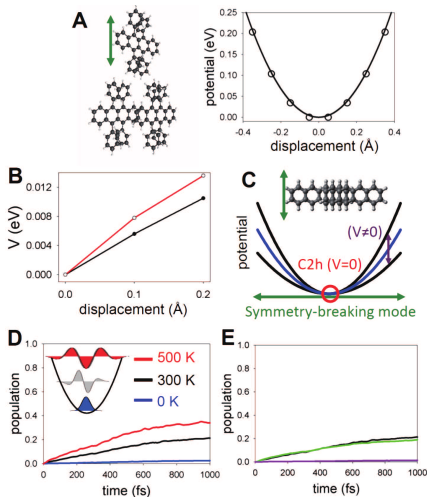 A
potential (eV)
0.25
0.20
0.15
0.10
0.05
0.00
-0.4 -0.2 0.0 0.2 0.4
displacement (Å)
B
V (eV)
0.012
0.008
0.004
0.000
0.0 0.1 0.2
displacement (Å)
C
potential
(V≠0)
C2h (V=0)
Symmetry-breaking mode
D
population
1.0
0.8
0.6
0.4
0.2
0.0
500 K
300 K
0 K
0 200 400 600 800 1000
time (fs)
E
population
1.0
0.8
0.6
0.4
0.2
0.0
0 200 400 600 800 1000
time (fs)